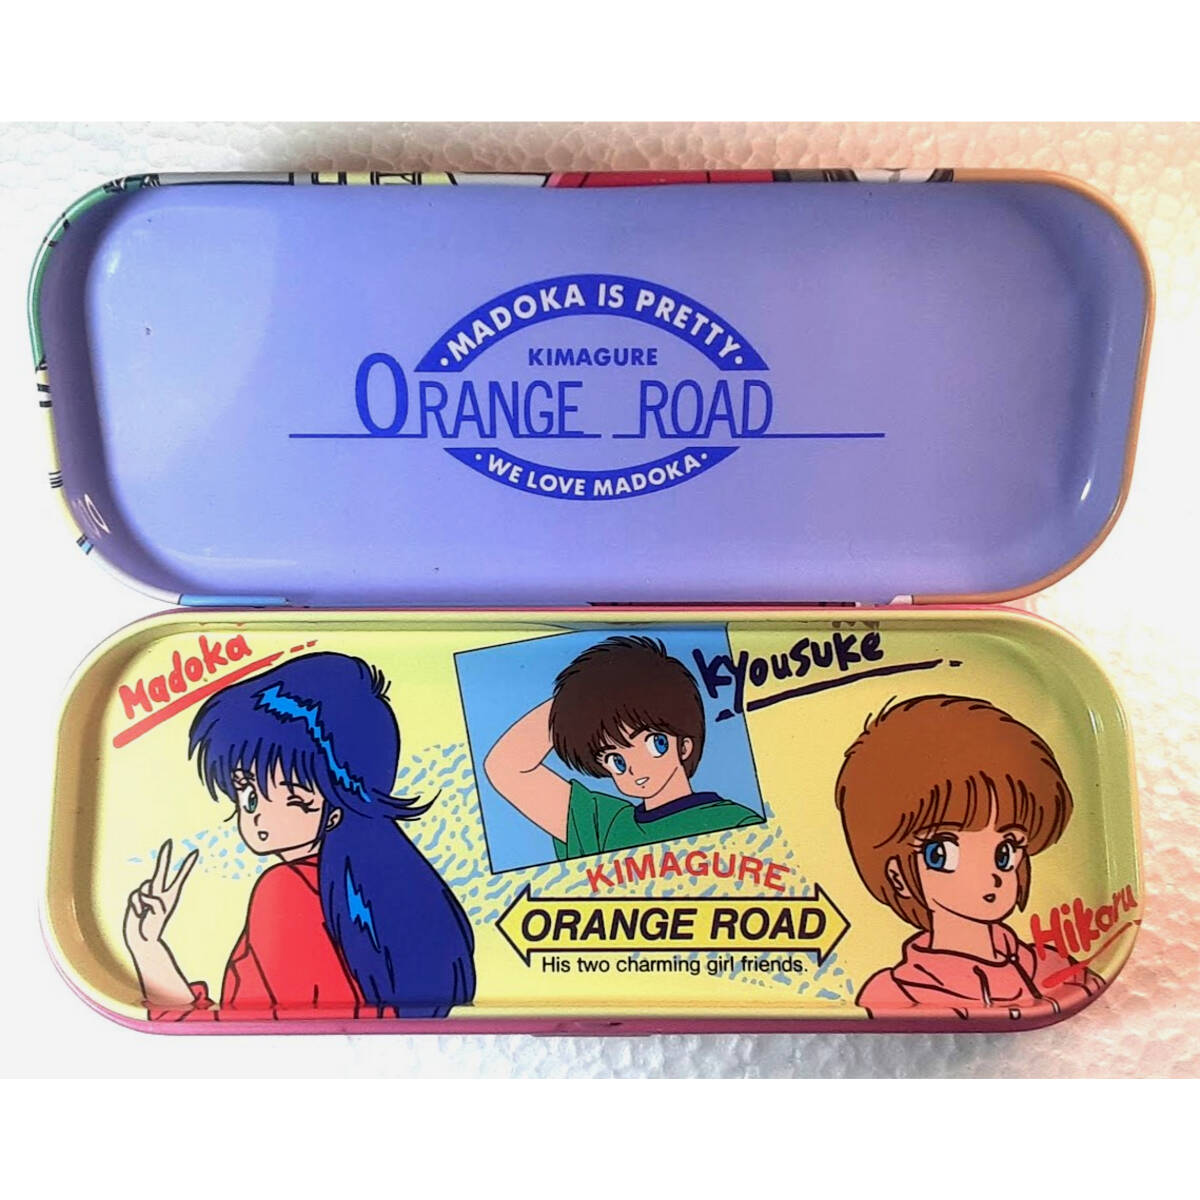 MADOKA IS PRETTY
KIMAGURE
ORANGE ROAD
WE LOVE MADOKA
Madoka
Kyousuke
KIMAGURE
ORANGE ROAD
His two charming girl friends.
Hikaru